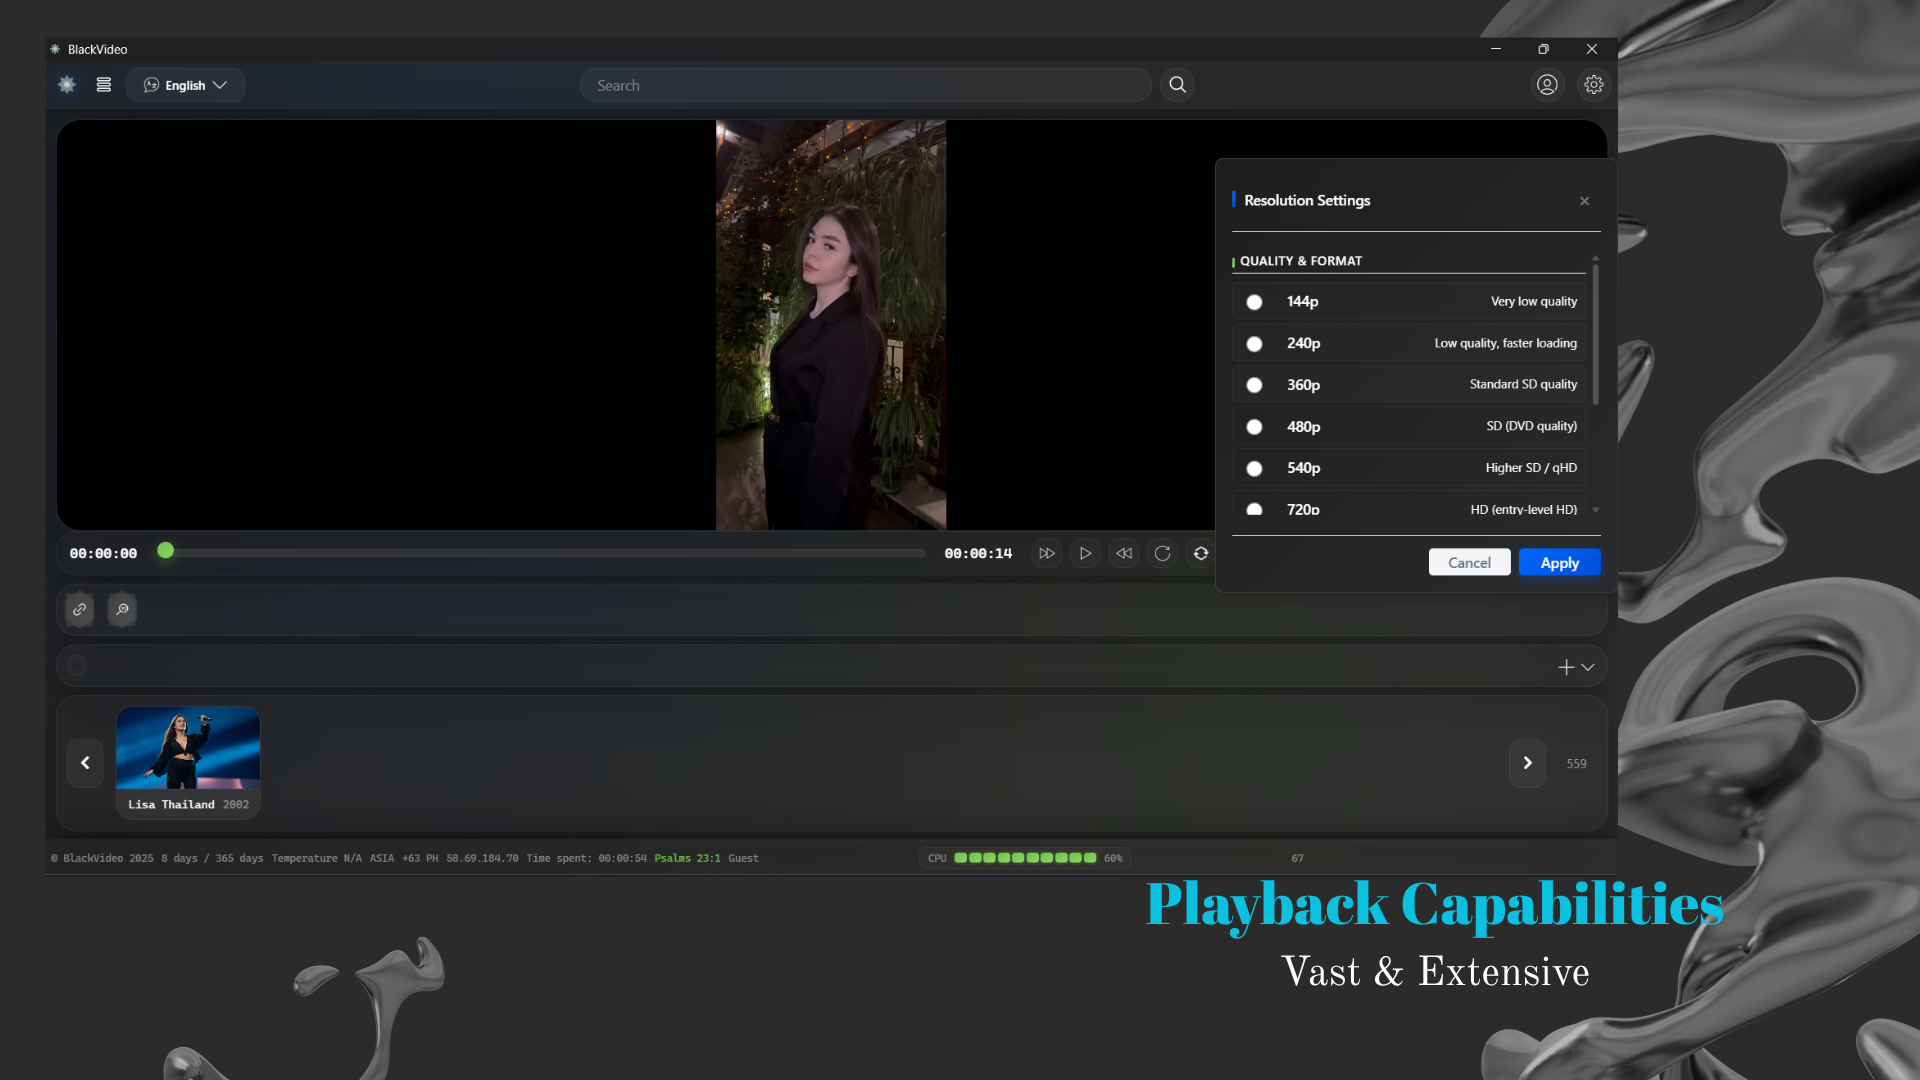 BlackVideo
English
Search
Resolution Settings
QUALITY & FORMAT
144p Very low quality
240p Low quality, faster loading
360p Standard SD quality
480p SD (DVD quality)
540p Higher SD / qHD
720p HD (entry-level HD)
00:00:00 00:00:14
Cancel Apply
559
Lisa Thailand 2002
© BlackVideo 2025 8 days / 365 days Temperature N/A ASIA +63 PH 58.69.184.70 Time spent: 00:00:54 Psalms 23:1 Guest CPU 60% 67
Playback Capabilities
Vast & Extensive